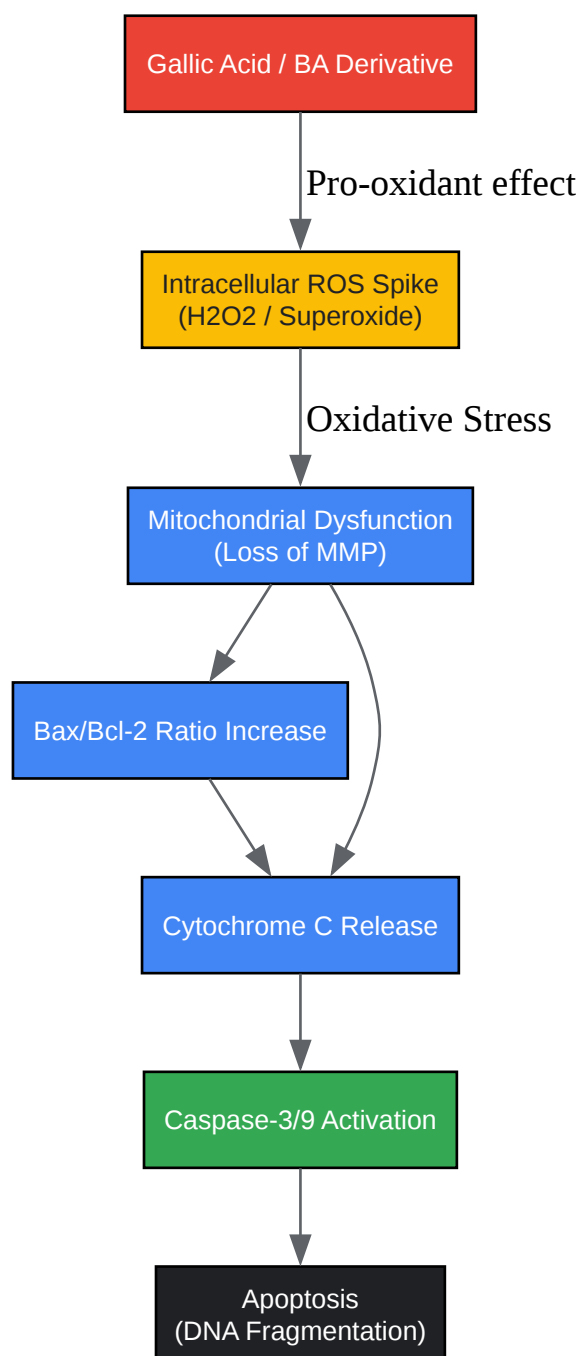 Gallic Acid / BA Derivative
Pro-oxidant effect
Intracellular ROS Spike
(H2O2 / Superoxide)
Oxidative Stress
Mitochondrial Dysfunction
(Loss of MMP)
Bax/Bcl-2 Ratio Increase
Cytochrome C Release
Caspase-3/9 Activation
Apoptosis
(DNA Fragmentation)